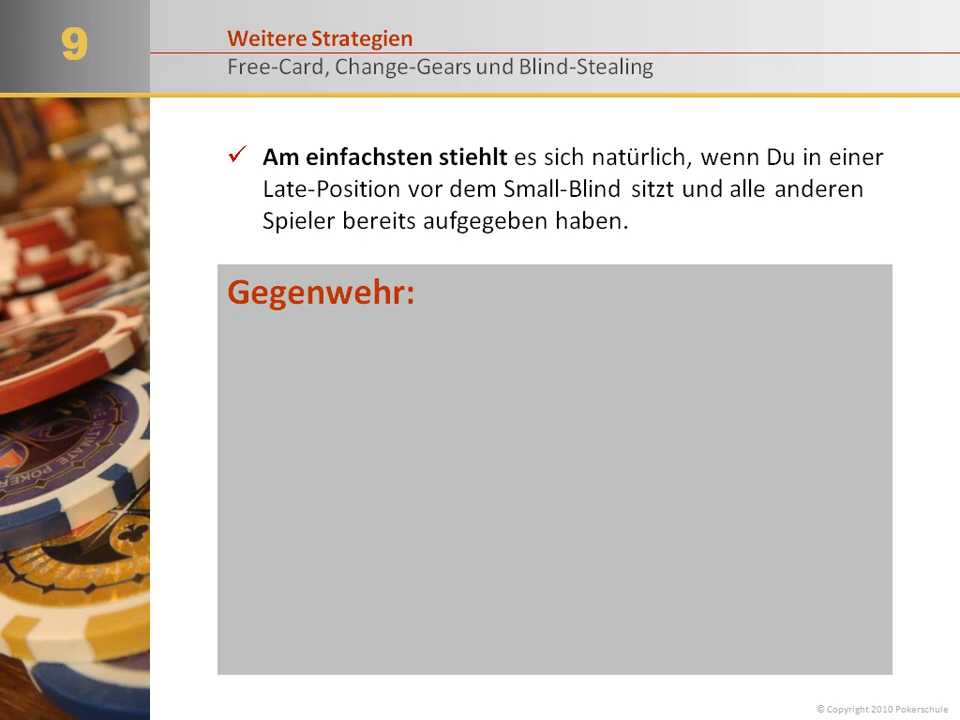 9
Weitere Strategien
Free-Card, Change-Gears und Blind-Stealing
Am einfachsten stiehlt es sich natürlich, wenn Du in einer
Late-Position vor dem Small-Blind sitzt und alle anderen
Spieler bereits aufgegeben haben.
Gegenwehr:
ULTIMATE POKER
© Copyright 2010 Pokerschule